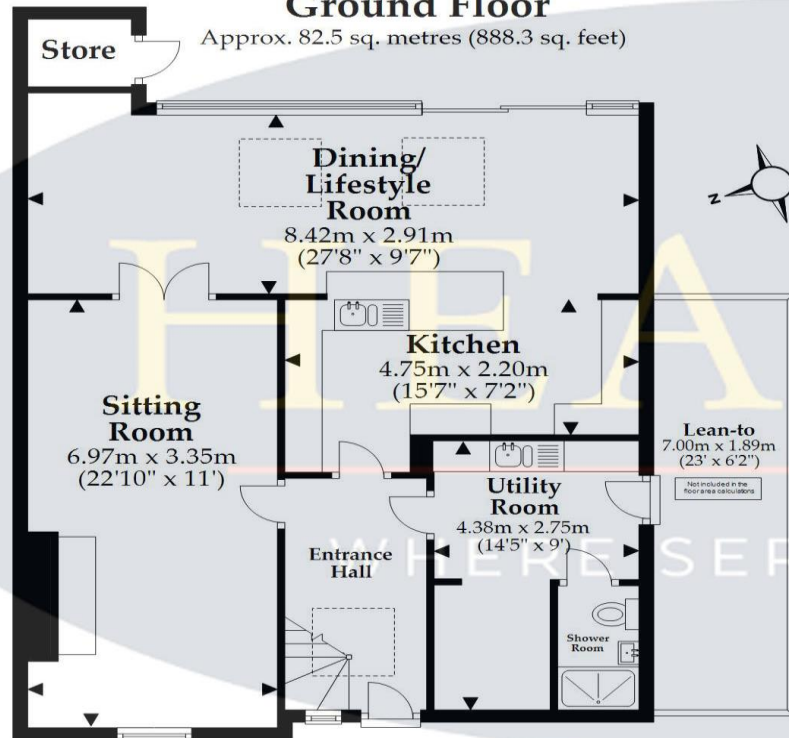 Ground Floor
Approx. 82.5 sq. metres (888.3 sq. feet)
Store
Dining/
Lifestyle
Room
8.42m x 2.91m
(27'8" x 9'7")
Z
Kitchen
4.75m x 2.20m
(15'7" x 7'2")
Sitting
Room
6.97m x 3.35m
(22'10" x 11')
Lean-to
7.00m x 1.89m
(23' x 6'2")
Not included in the
floor area calculations
Utility
Room
4.38m x 2.75m
(14'5" x 9')
Entrance
Hall
Shower
Room
HEA
WHERE SER